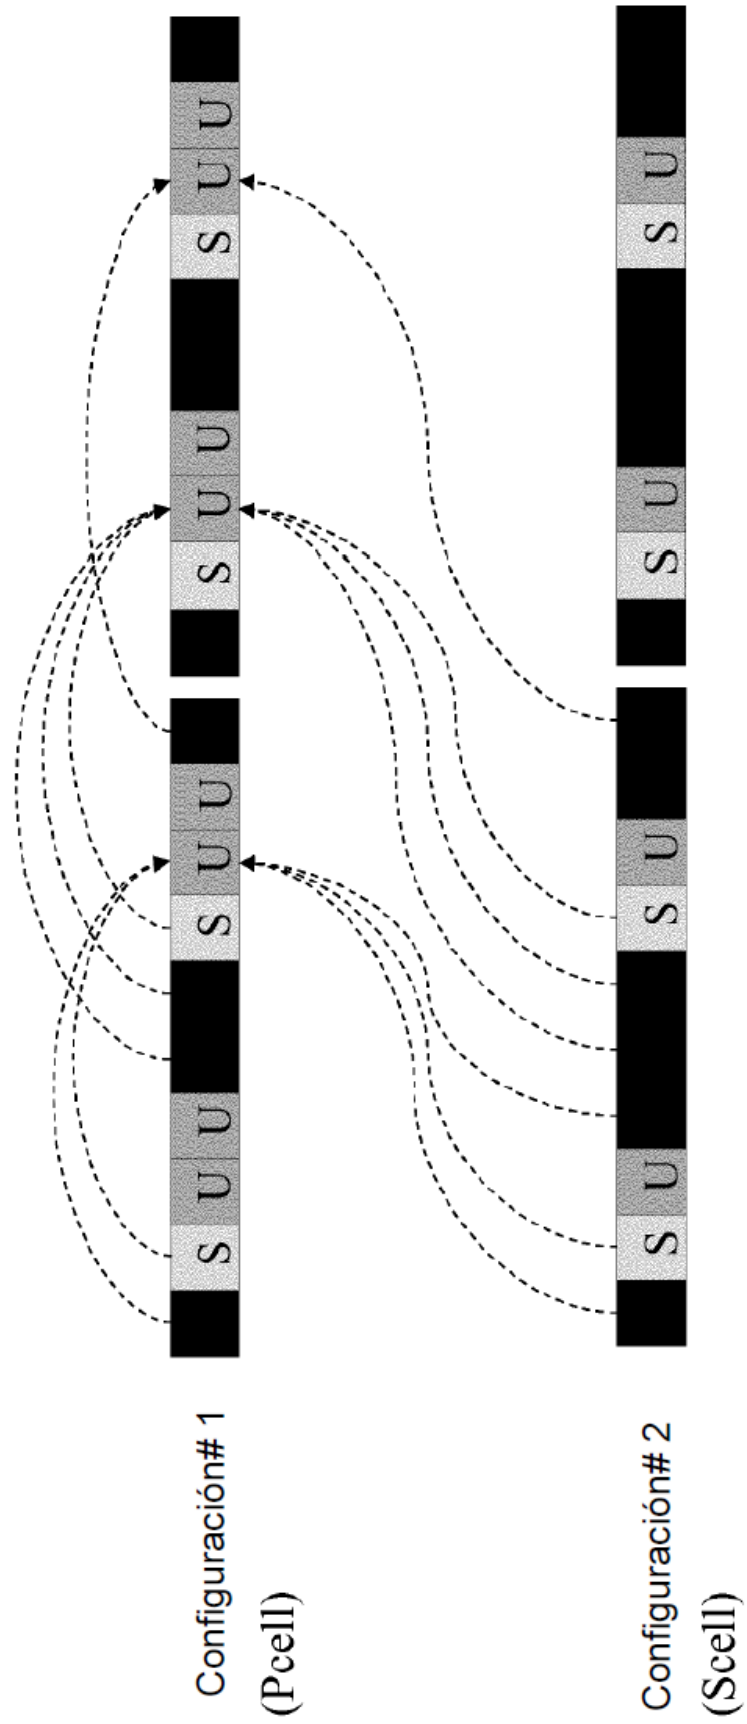 Configuración# 1
(Pcell)
S U U S U U S U U S U U
Configuración# 2
(Scell)
S U S U S U S U